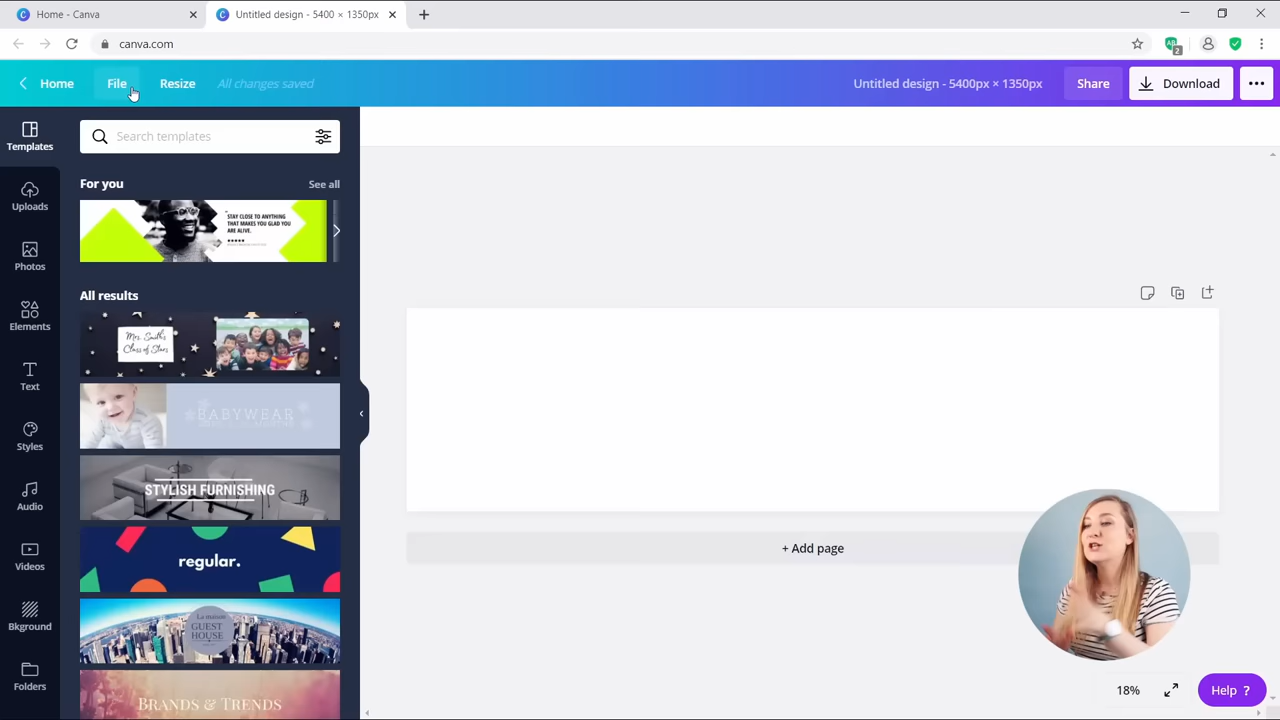 Home - Canva
Untitled design - 5400 × 1350px
canva.com
2
Home
File
Resize
All changes saved
Untitled design - 5400px × 1350px
Share
Download
Templates
Uploads
Photos
Elements
Text
Styles
Audio
Videos
Bkground
Folders
Search templates
For you
See all
STAY CLOSE TO ANYTHING
THAT MAKES YOU GLAD YOU
ARE ALIVE.
All results
Mrs. Smith's
Class of Stars
BABYWEAR
STYLISH FURNISHING
regular.
La maison
GUEST
HOUSE
BRANDS & TRENDS
+ Add page
18%
Help ?